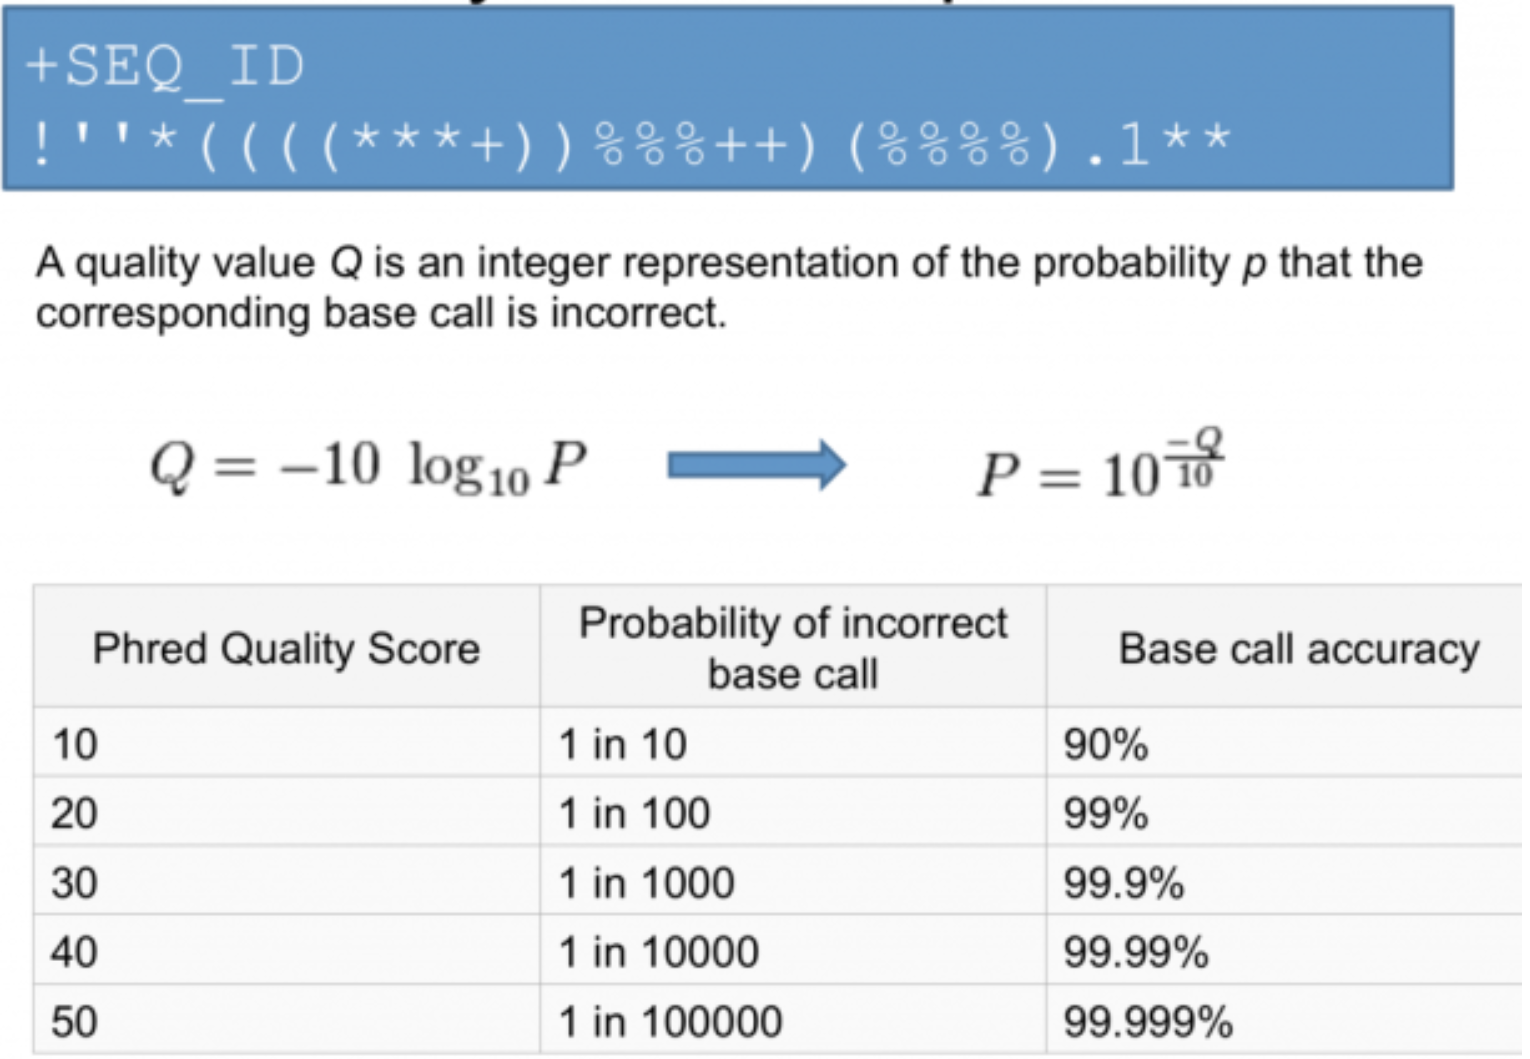 +SEQ_ID
!''*((((***+))%%%++)(%%%%).1**
A quality value Q is an integer representation of the probability p that the
corresponding base call is incorrect.
Q = −10 log₁₀ P
P = 10^(−Q/10)
Phred Quality Score | Probability of incorrect base call | Base call accuracy
10 | 1 in 10 | 90%
20 | 1 in 100 | 99%
30 | 1 in 1000 | 99.9%
40 | 1 in 10000 | 99.99%
50 | 1 in 100000 | 99.999%